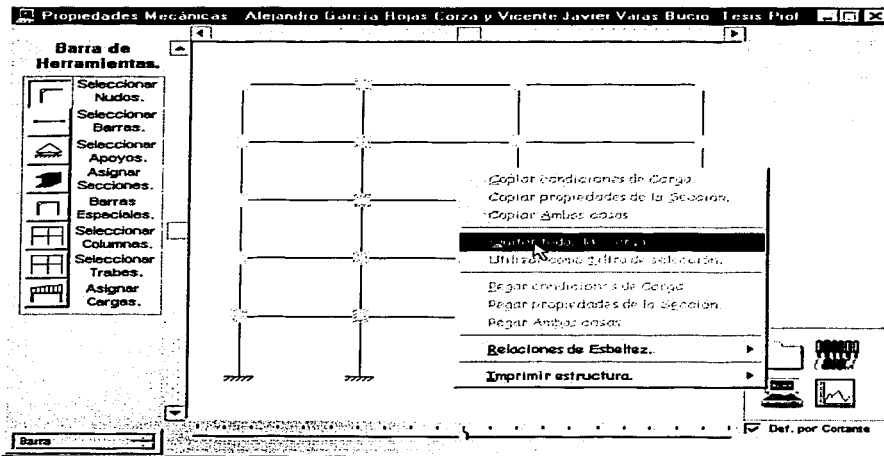 Propiedades Mecánicas Alejandro García Rojas Corza y Vicente Javier Varas Bucio Tesis Prof
Barra de
Herramientas.
Seleccionar
Nudos.
Seleccionar
Barras.
Seleccionar
Apoyos.
Asignar
Secciones.
Barras
Especiales.
Seleccionar
Columnas.
Seleccionar
Trabes.
Asignar
Cargas.
Copiar condiciones de Carga.
Copiar propiedades de la Sección.
Copiar Ambas cosas
la Carga
Utilizar como filtro de selección.
Pegar condiciones de Carga
Pegar propiedades de la Sección.
Pegar Ambas cosas
Relaciones de Esbeltez.
Imprimir estructura.
Barra
Def. por Cortante